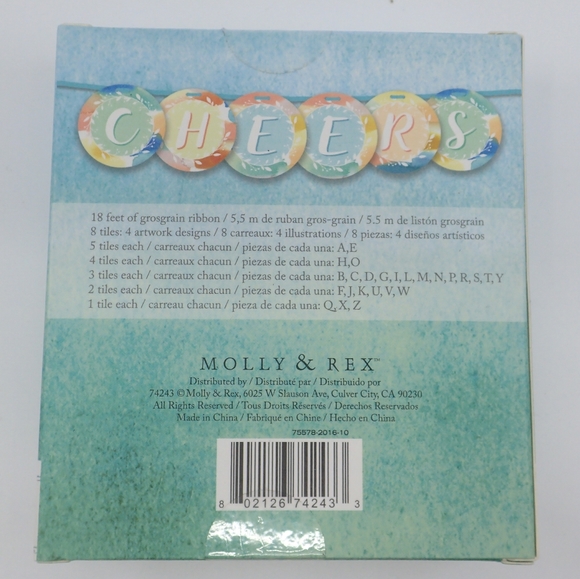 CHEERS
18 feet of grosgrain ribbon / 5,5 m de ruban gros-grain / 5.5 m de listón grosgrain
8 tiles: 4 artwork designs / 8 carreaux: 4 illustrations / 8 piezas: 4 diseños artísticos
5 tiles each / carreaux chacun / piezas de cada una: A,E
4 tiles each / carreaux chacun / piezas de cada una: H,O
3 tiles each / carreaux chacun / piezas de cada una: B, C, D, G, I, L, M, N, P, R, S, T, Y
2 tiles each / carreaux chacun / piezas de cada una: F, J, K, U, V, W
1 tile each / carreau chacun / pieza de cada una: Q, X, Z
MOLLY & REX™
Distributed by / Distribute par / Distribuido por
74243 © Molly & Rex, 6025 W Slauson Ave, Culver City, CA 90230
All Rights Reserved / Tous Droits Réservés / Derechos Reservados
Made in China / Fabriqué en Chine / Hecho en China
75578-2016-10
8 02126 74243 3